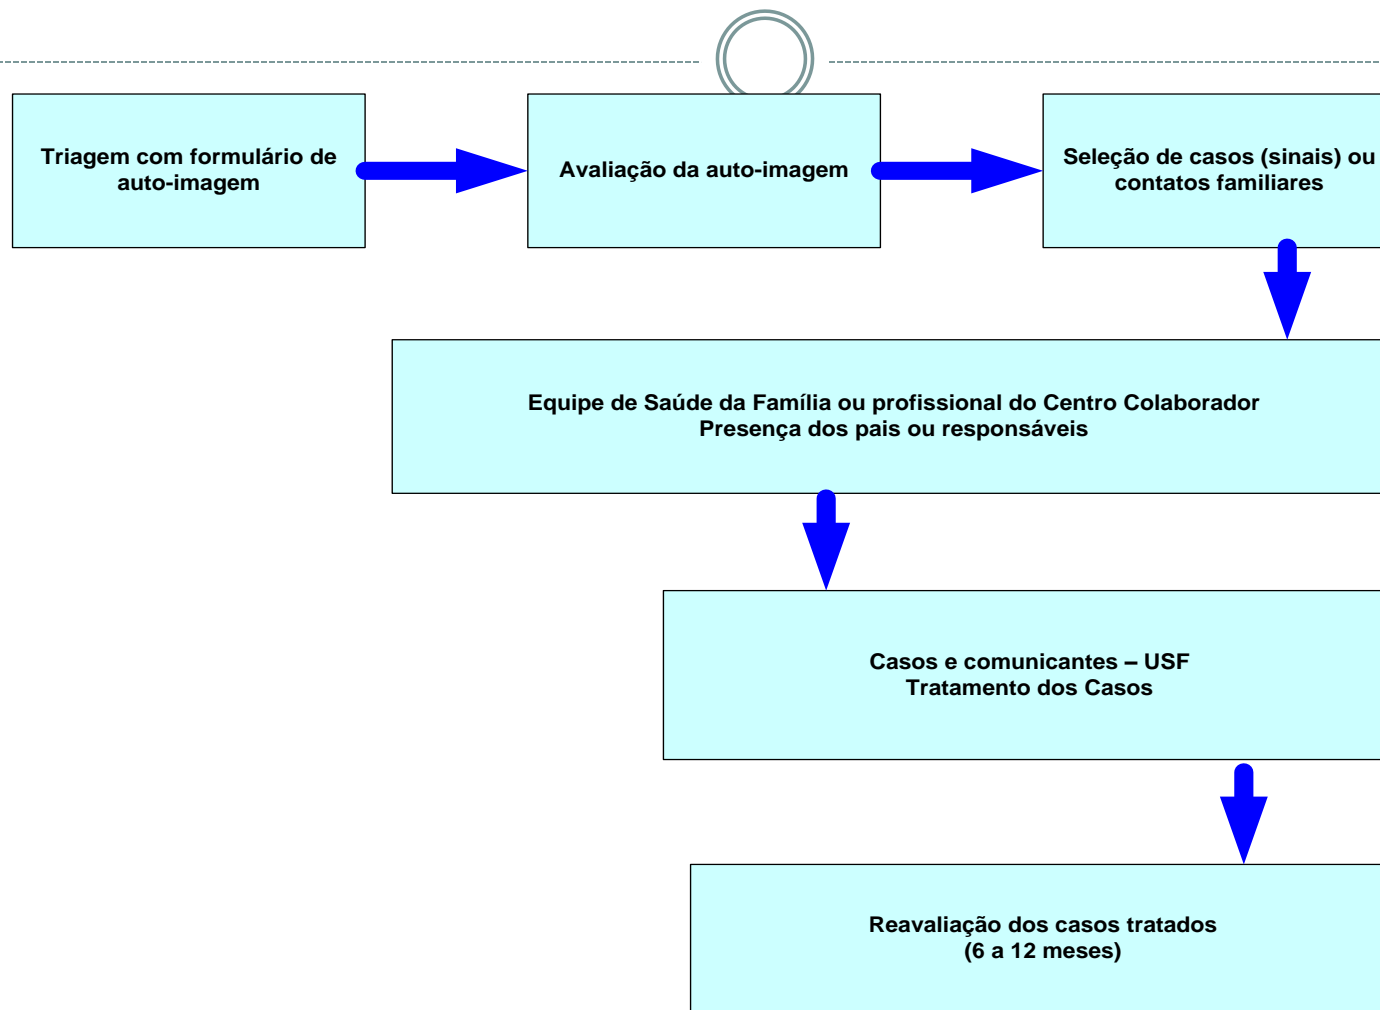 Triagem com formulário de
auto-imagem
Avaliação da auto-imagem
Seleção de casos (sinais) ou
contatos familiares
Equipe de Saúde da Família ou profissional do Centro Colaborador
Presença dos pais ou responsáveis
Casos e comunicantes – USF
Tratamento dos Casos
Reavaliação dos casos tratados
(6 a 12 meses)